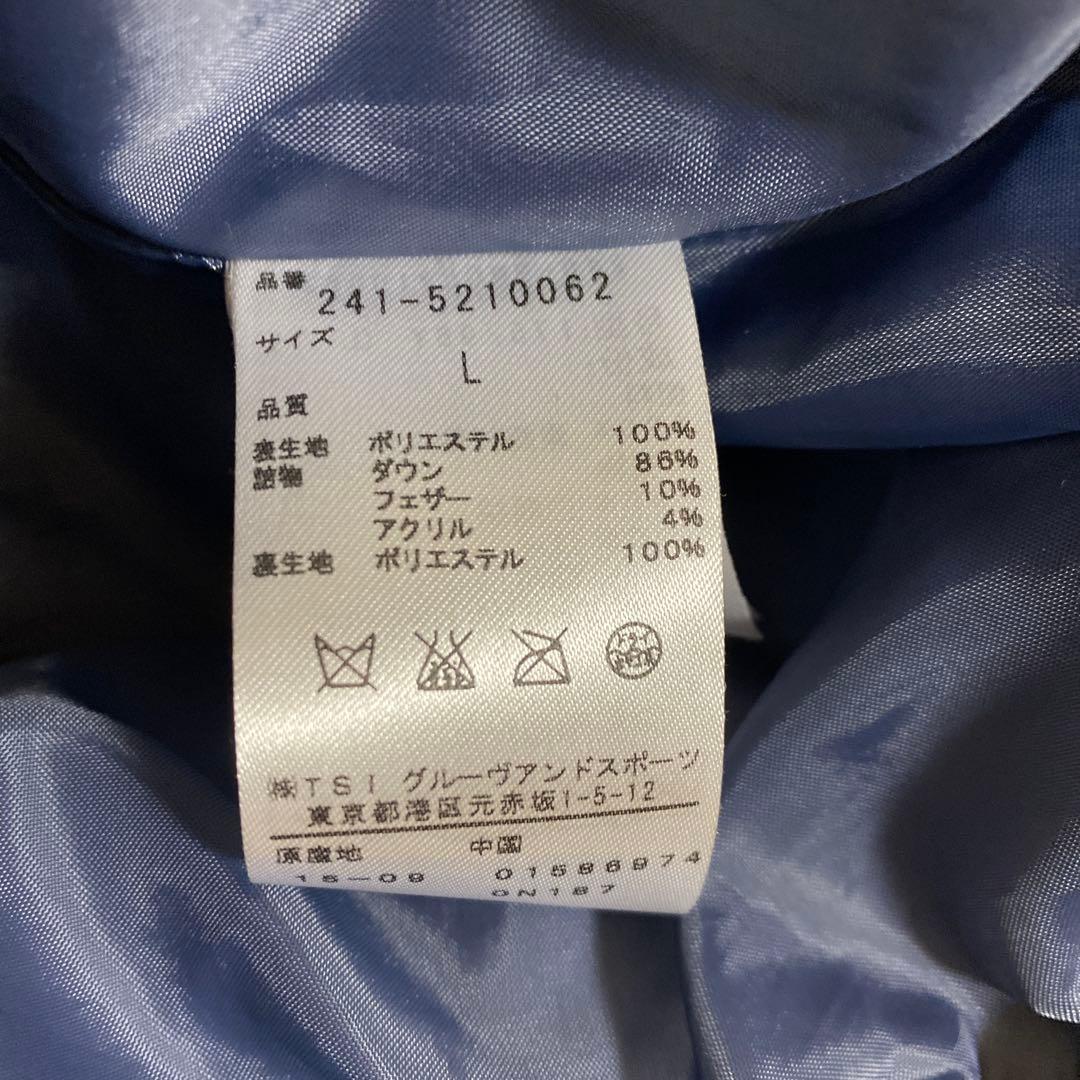 品番 241-5210062
サイズ
L
品質
表生地 ポリエステル 100%
詰物 ダウン 86%
フェザー 10%
アクリル 4%
裏生地 ポリエステル 100%
㈱TSI グルーヴアンドスポーツ
東京都港区元赤坂1-5-12
原産地 中国
15-09 01596974
ON187